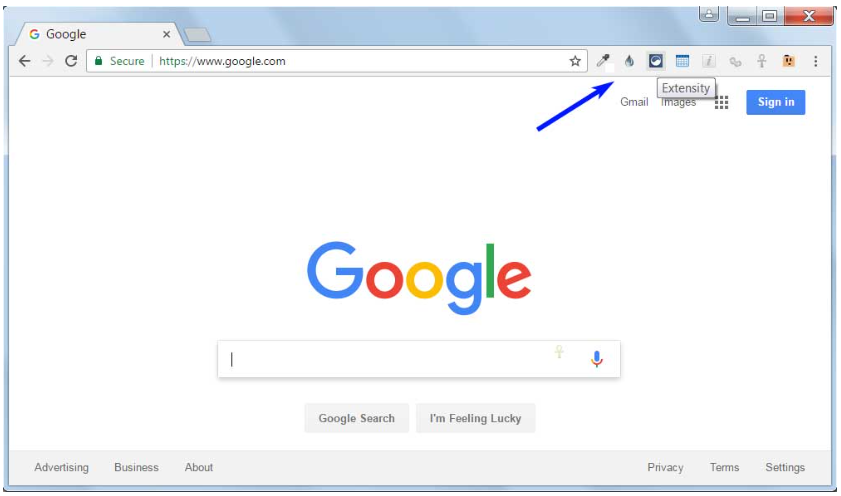 Google
Secure https://www.google.com
Extensity
Gmail Images Sign in
Google
Google Search I'm Feeling Lucky
Advertising Business About Privacy Terms Settings